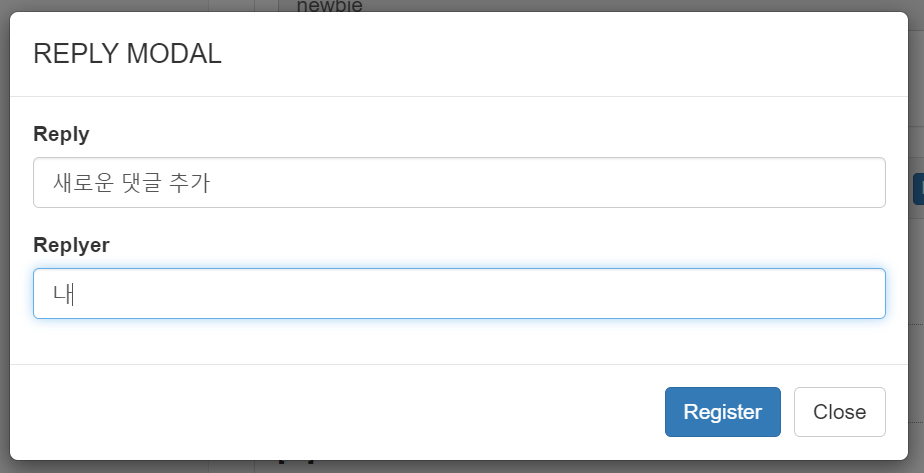 newbie
REPLY MODAL
Reply
새로운 댓글 추가
Replyer
내
Register
Close